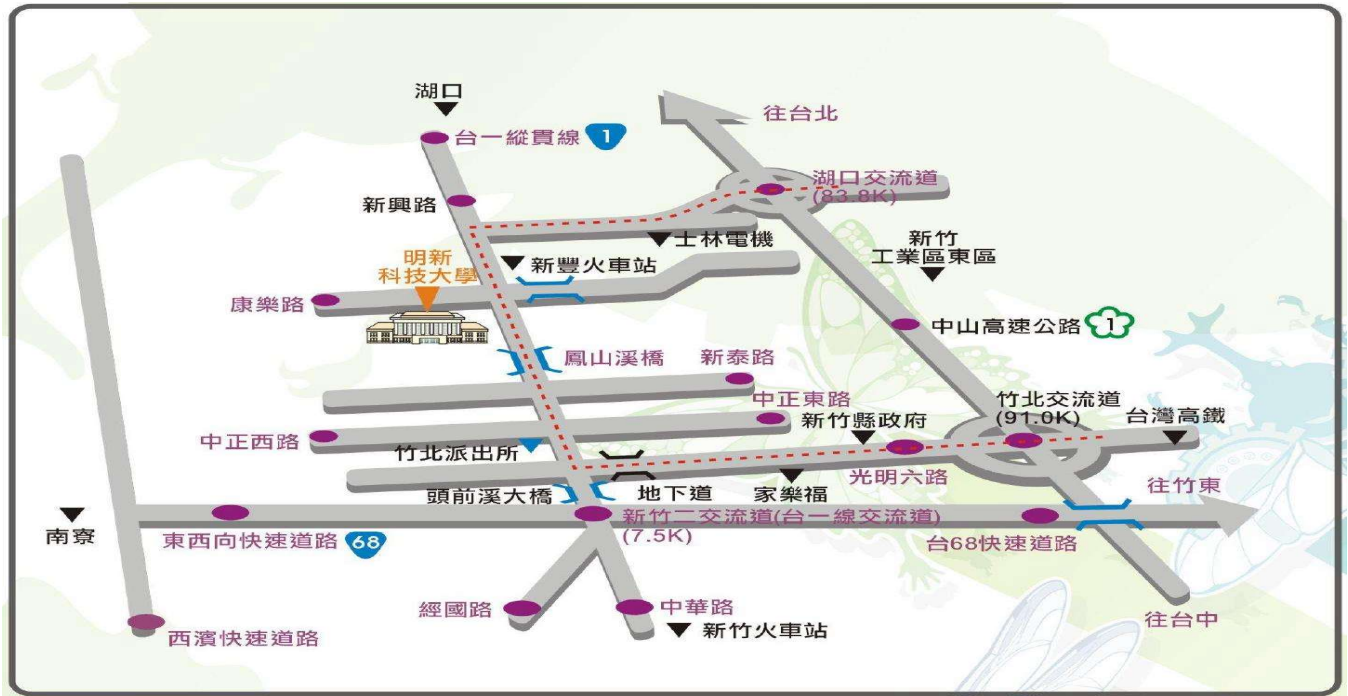 湖口
往台北
台一縱貫線 1
湖口交流道
(83.8K)
新興路
士林電機
新竹
工業區東區
明新
科技大學
新豐火車站
康樂路
中山高速公路 1
鳳山溪橋
新泰路
中正東路
竹北交流道
(91.0K)
新竹縣政府
台灣高鐵
中正西路
竹北派出所
光明六路
頭前溪大橋
地下道
家樂福
往竹東
南寮
東西向快速道路 68
新竹二交流道(台一線交流道)
(7.5K)
台68快速道路
經國路
中華路
新竹火車站
往台中
西濱快速道路